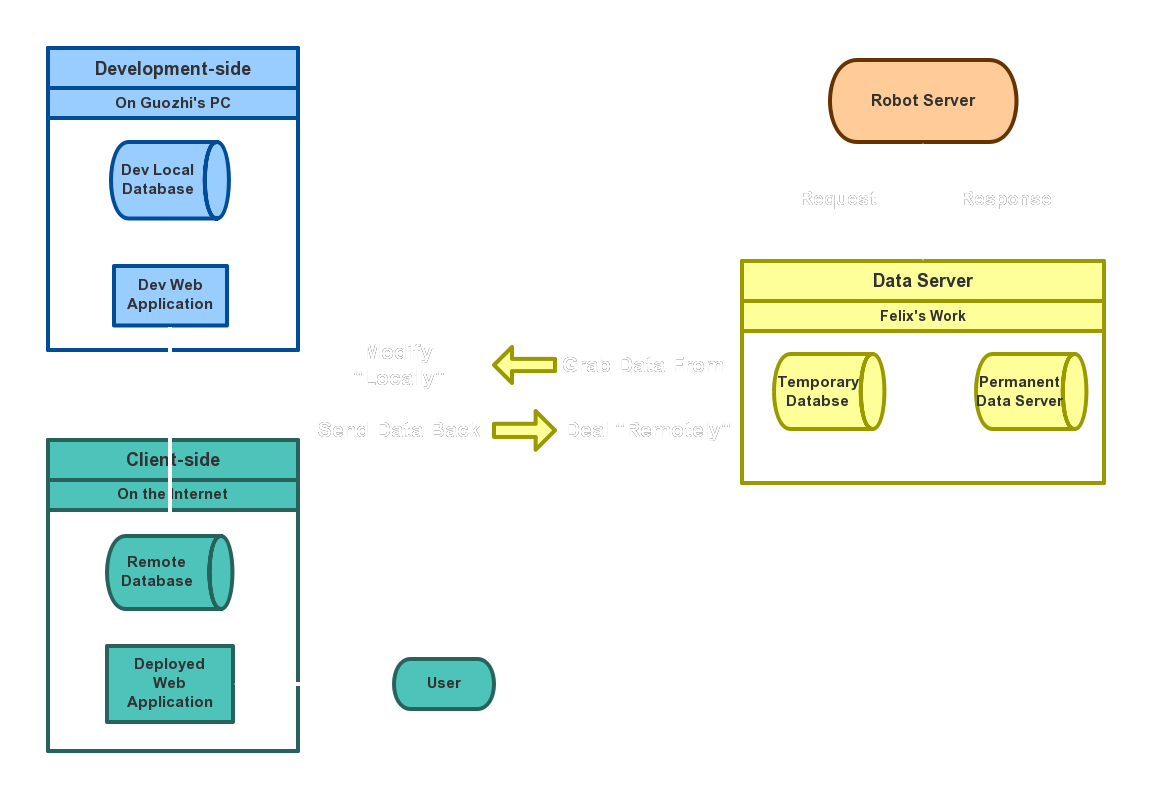 Development-side
On Guozhi's PC
Dev Local
Database
Dev Web
Application
Robot Server
Request
Response
Data Server
Felix's Work
Temporary
Databse
Permanent
Data Server
Modify
"Locally"
Grab Data From
Send Data Back
Deal "Remotely"
Client-side
On the Internet
Remote
Database
Deployed
Web
Application
User